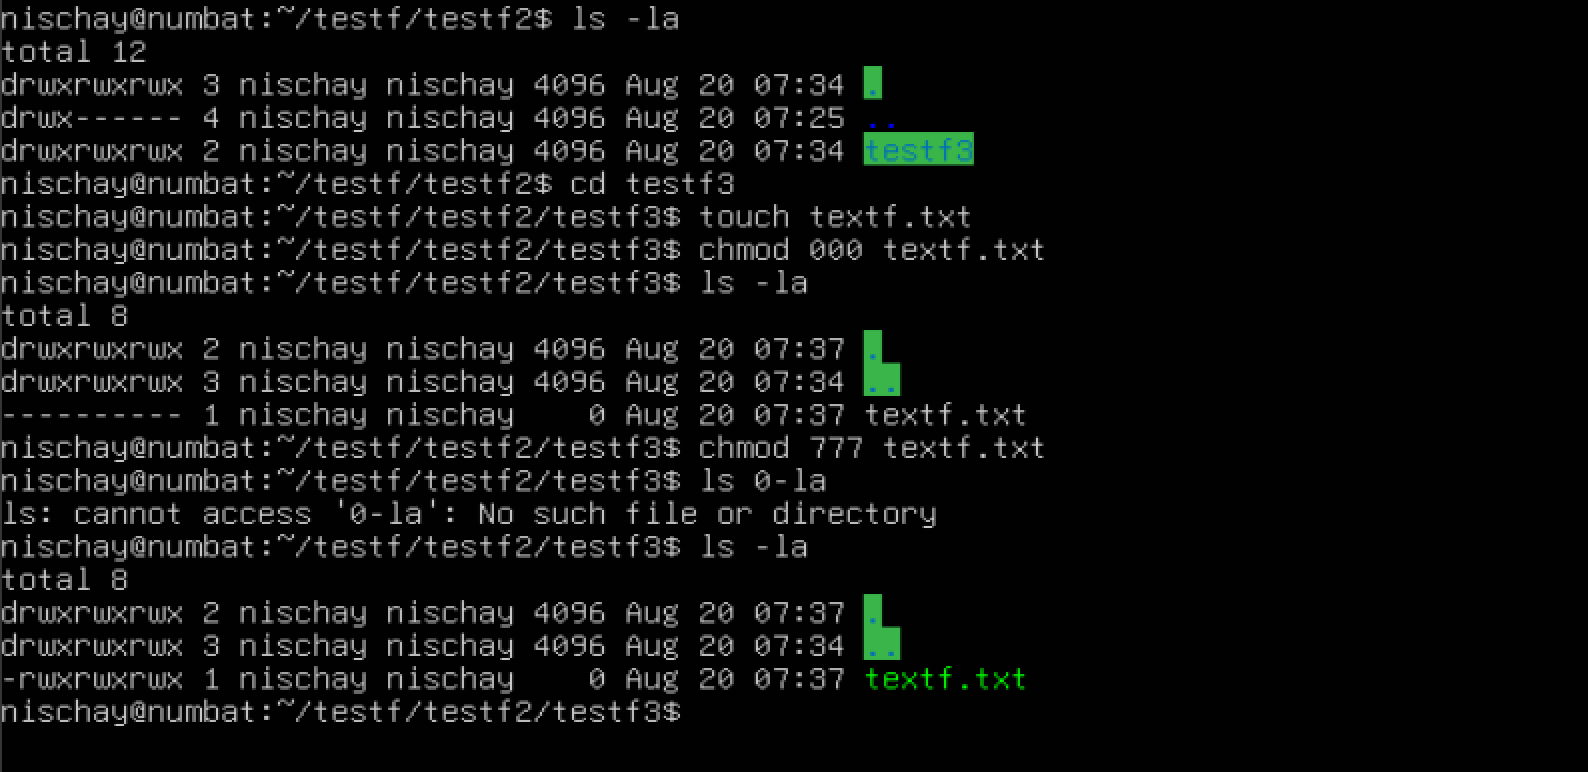 nischay@numbat:~/testf/testf2$ ls -la
total 12
drwxrwxrwx 3 nischay nischay 4096 Aug 20 07:34 .
drwx------ 4 nischay nischay 4096 Aug 20 07:25 ..
drwxrwxrwx 2 nischay nischay 4096 Aug 20 07:34 testf3
nischay@numbat:~/testf/testf2$ cd testf3
nischay@numbat:~/testf/testf2/testf3$ touch textf.txt
nischay@numbat:~/testf/testf2/testf3$ chmod 000 textf.txt
nischay@numbat:~/testf/testf2/testf3$ ls -la
total 8
drwxrwxrwx 2 nischay nischay 4096 Aug 20 07:37 .
drwxrwxrwx 3 nischay nischay 4096 Aug 20 07:34 ..
---------- 1 nischay nischay    0 Aug 20 07:37 textf.txt
nischay@numbat:~/testf/testf2/testf3$ chmod 777 textf.txt
nischay@numbat:~/testf/testf2/testf3$ ls 0-la
ls: cannot access '0-la': No such file or directory
nischay@numbat:~/testf/testf2/testf3$ ls -la
total 8
drwxrwxrwx 2 nischay nischay 4096 Aug 20 07:37 .
drwxrwxrwx 3 nischay nischay 4096 Aug 20 07:34 ..
-rwxrwxrwx 1 nischay nischay    0 Aug 20 07:37 textf.txt
nischay@numbat:~/testf/testf2/testf3$